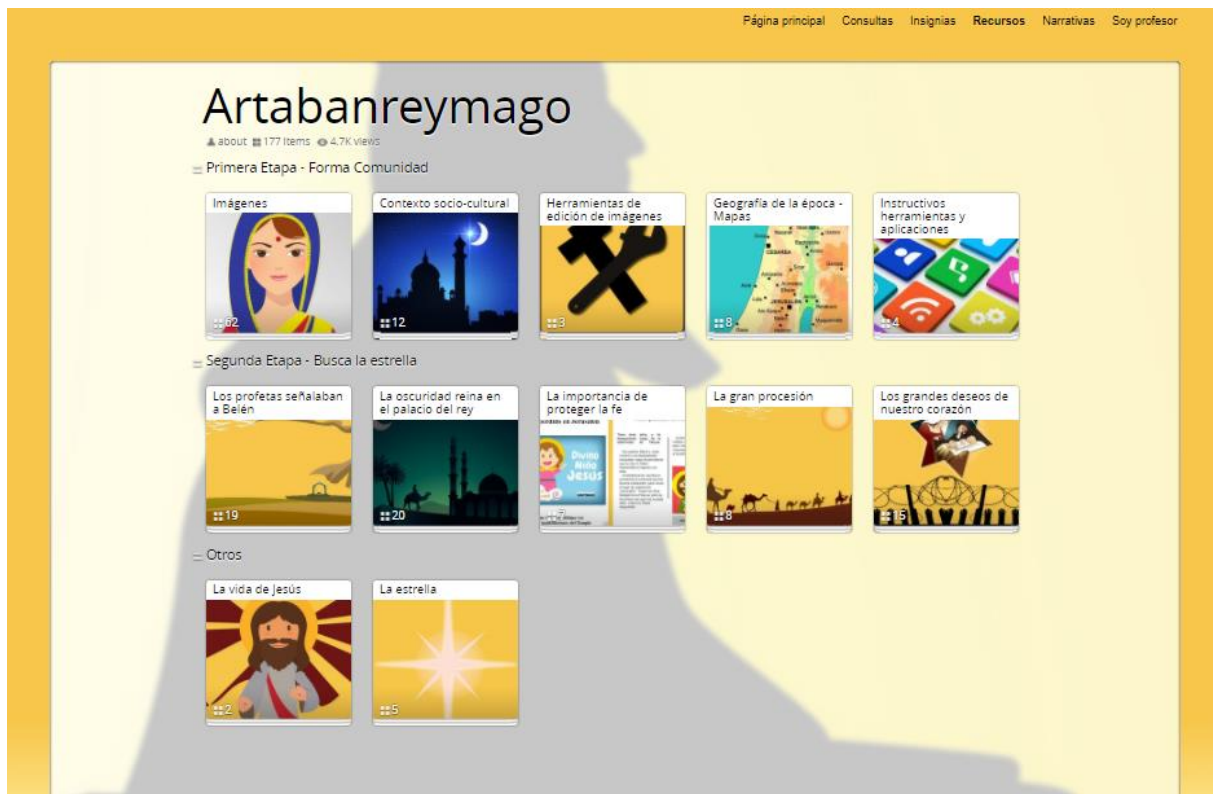 Página principal Consultas Insignias Recursos Narrativas Soy profesor
Artabanreymago
about 177 items 4.7K views
Primera Etapa - Forma Comunidad
Imágenes
62
Contexto socio-cultural
12
Herramientas de
edición de imágenes
3
Geografía de la época -
Mapas
JERUSALEN
8
Instructivos
herramientas y
aplicaciones
4
Segunda Etapa - Busca la estrella
Los profetas señalaban
a Belén
19
La oscuridad reina en
el palacio del rey
20
La importancia de
proteger la fe
Divino
Niño
Jesús
La gran procesión
8
Los grandes deseos de
nuestro corazón
15
Otros
La vida de Jesús
2
La estrella
5